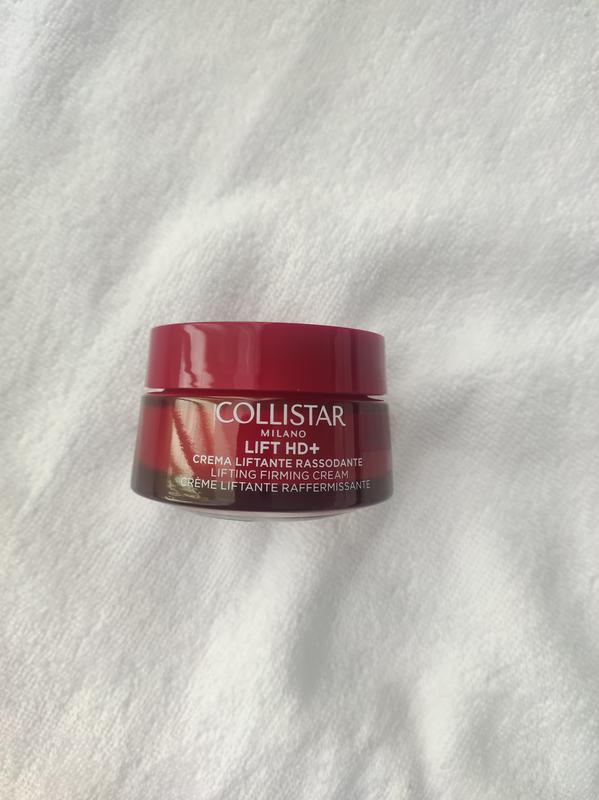 COLLISTAR
MILANO
LIFT HD+
CREMA LIFTANTE RASSODANTE
LIFTING FIRMING CREAM
CRÈME LIFTANTE RAFFERMISSANTE